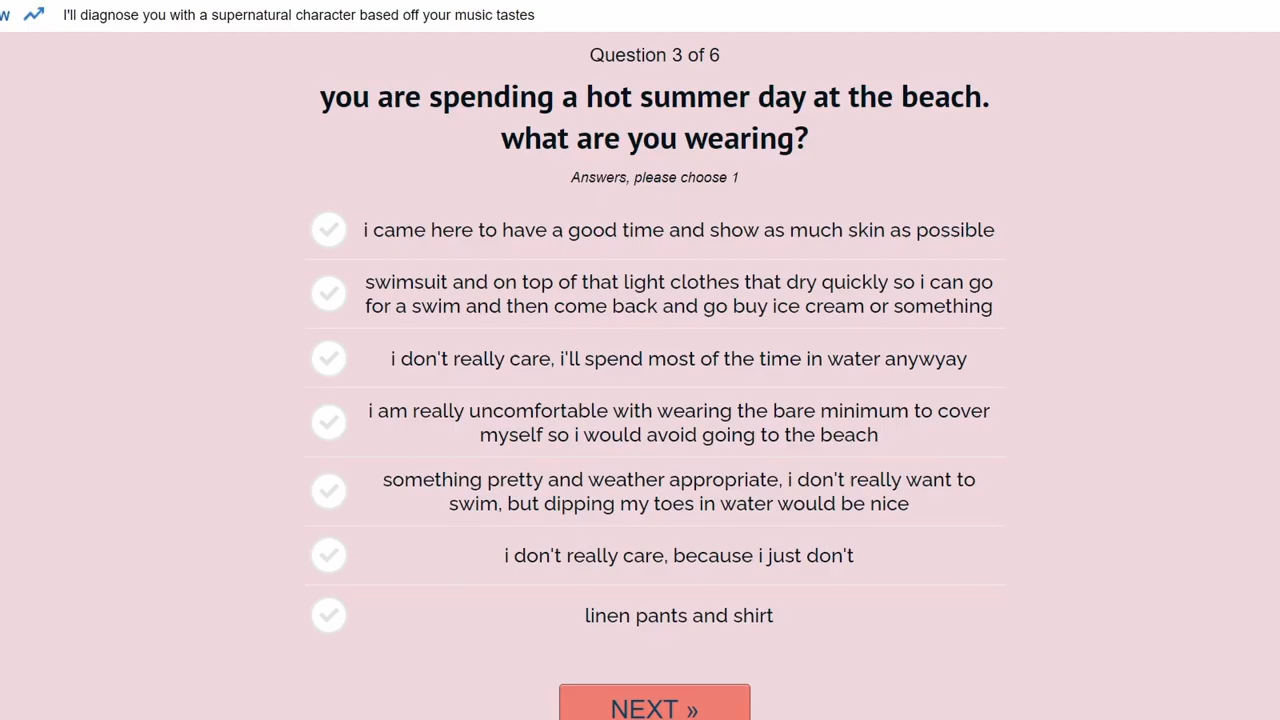 I'll diagnose you with a supernatural character based off your music tastes
Question 3 of 6
you are spending a hot summer day at the beach.
what are you wearing?
Answers, please choose 1
i came here to have a good time and show as much skin as possible
swimsuit and on top of that light clothes that dry quickly so i can go
for a swim and then come back and go buy ice cream or something
i don't really care, i'll spend most of the time in water anywyay
i am really uncomfortable with wearing the bare minimum to cover
myself so i would avoid going to the beach
something pretty and weather appropriate, i don't really want to
swim, but dipping my toes in water would be nice
i don't really care, because i just don't
linen pants and shirt
NEXT »